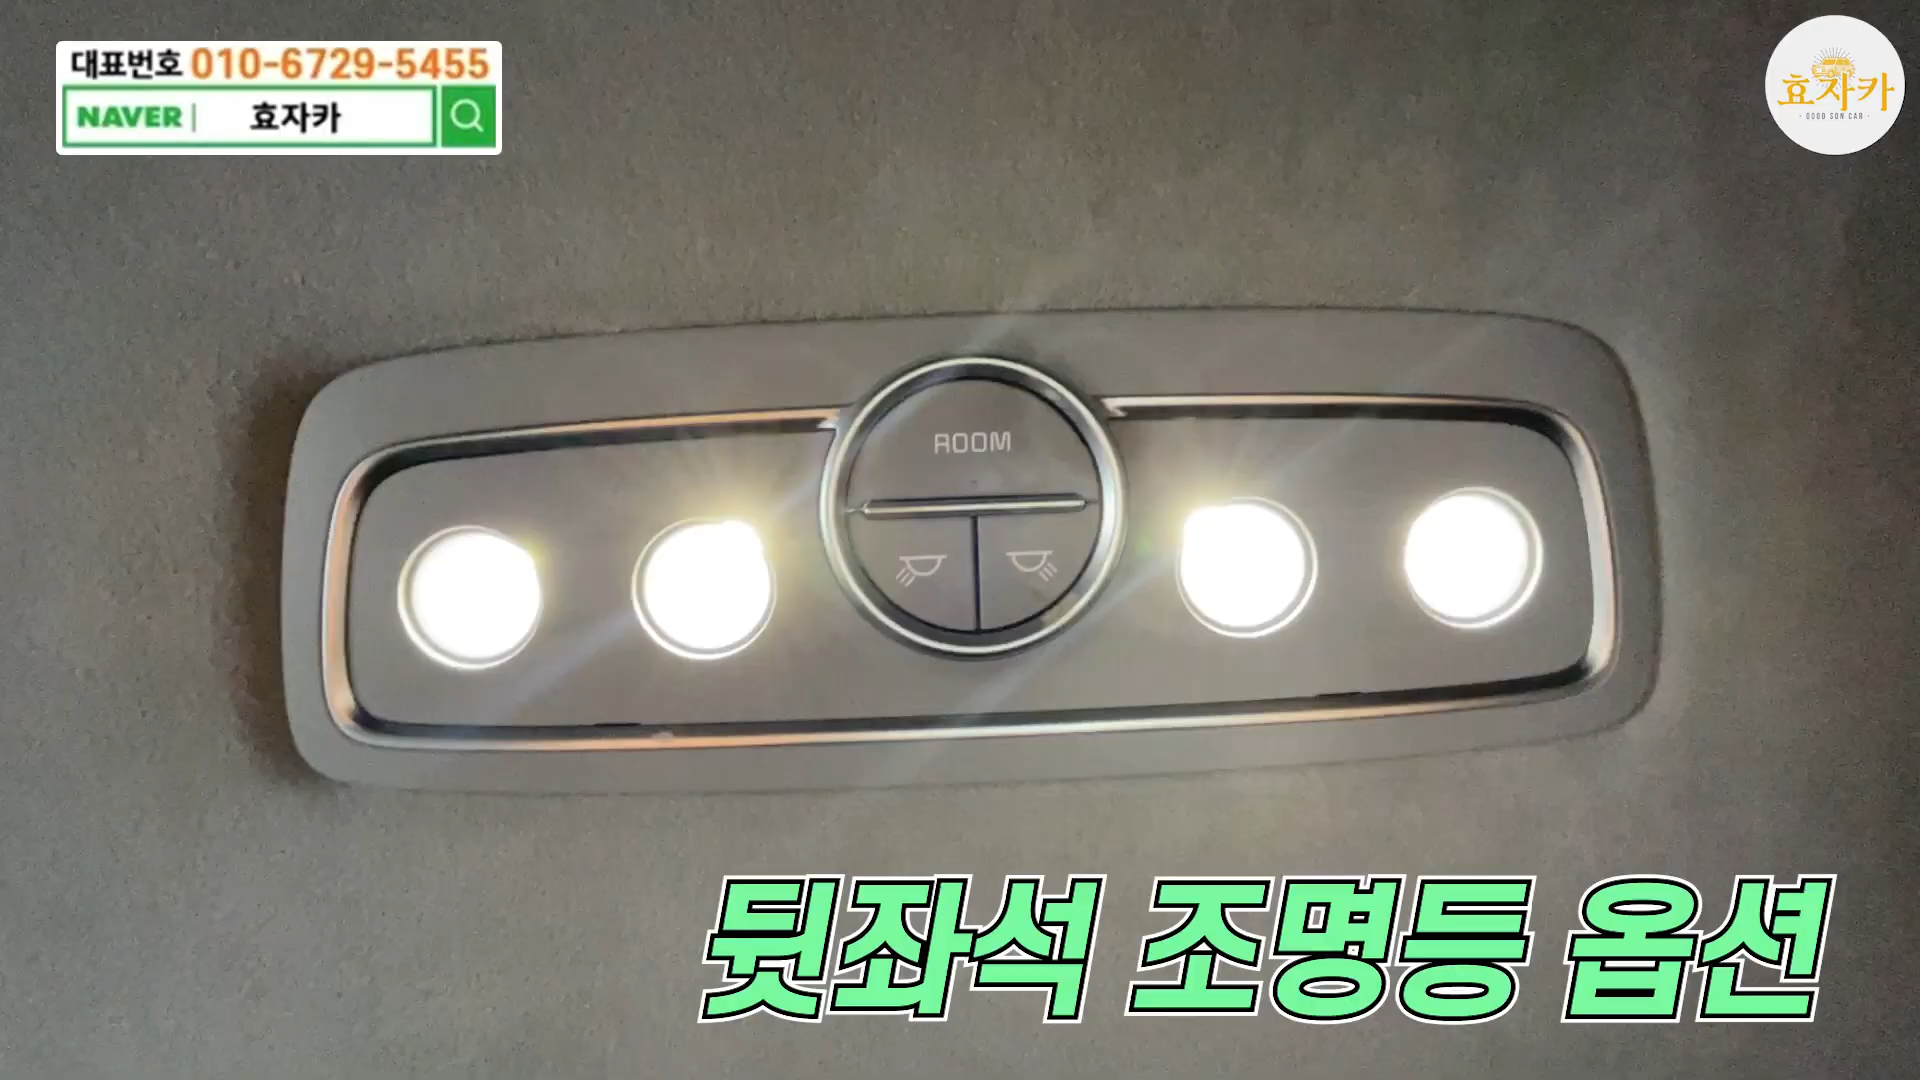 대표번호 010-6729-5455
NAVER 효자카
효자카
· GOOD SON CAR ·
ROOM
뒷좌석 조명등 옵션